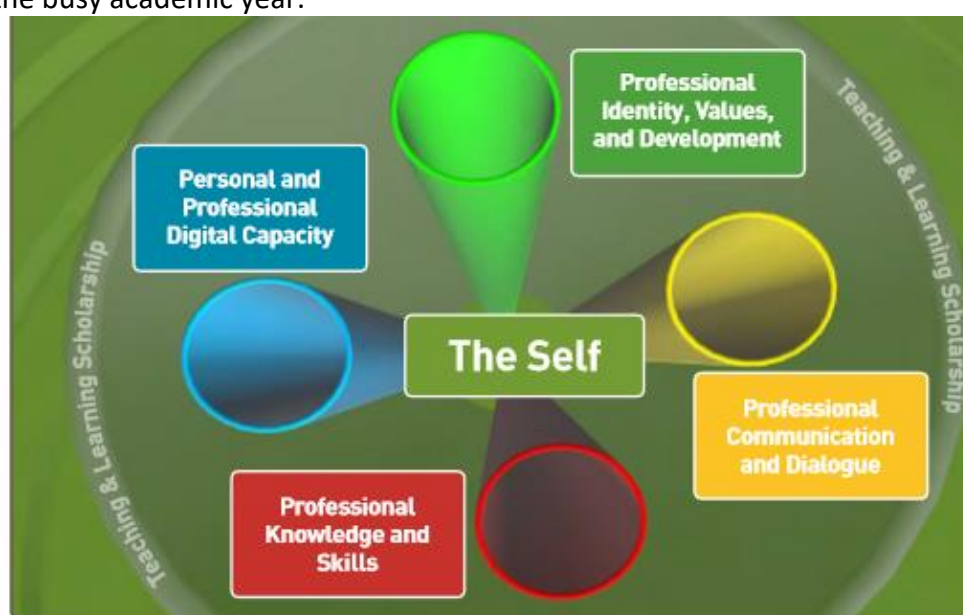 the busy academic year.
Professional
Identity, Values,
and Development
Personal and
Professional
Digital Capacity
Teaching & Learning Scholarship
Teaching & Learning Scholarship
The Self
Professional
Communication
and Dialogue
Professional
Knowledge and
Skills